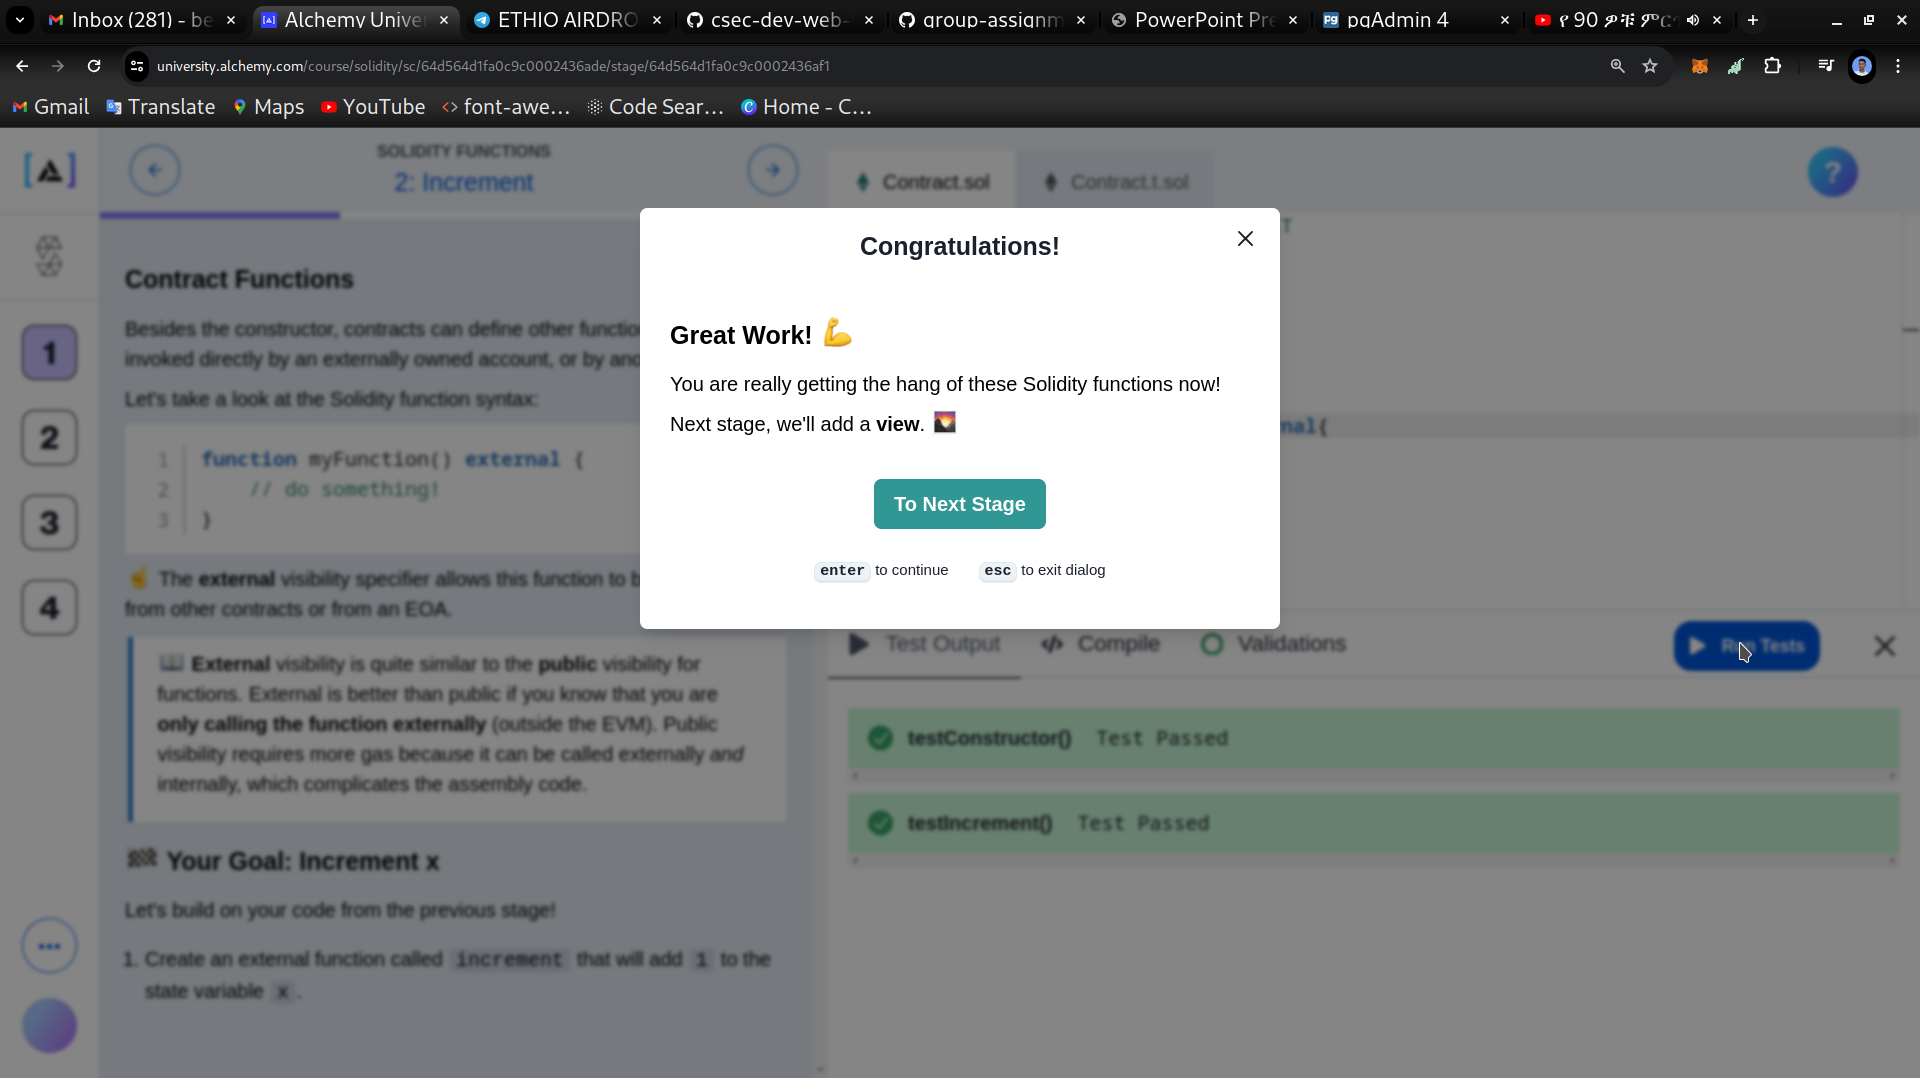 Inbox (281) - be
Alchemy Unive
ETHIO AIRDRO
csec-dev-web-
group-assignm
PowerPoint Pre
pgAdmin 4
የ 90 ዎቹ ምር
university.alchemy.com/course/solidity/sc/64d564d1fa0c9c0002436ade/stage/64d564d1fa0c9c0002436af1
Gmail
Translate
Maps
YouTube
font-awe...
Code Sear...
Home - C...
SOLIDITY FUNCTIONS
2: Increment
Contract.sol
Contract.t.sol
?
Contract Functions
Besides the constructor, contracts can define other functio
invoked directly by an externally owned account, or by ano
Let's take a look at the Solidity function syntax:
1 function myFunction() external {
2 // do something!
3 }
☝ The external visibility specifier allows this function to b
from other contracts or from an EOA.
📖 External visibility is quite similar to the public visibility for
functions. External is better than public if you know that you are
only calling the function externally (outside the EVM). Public
visibility requires more gas because it can be called externally and
internally, which complicates the assembly code.
🏁 Your Goal: Increment x
Let's build on your code from the previous stage!
1. Create an external function called increment that will add 1 to the
state variable x.
1
2
3
4
T
nal{
Congratulations!
Great Work! 💪
You are really getting the hang of these Solidity functions now!
Next stage, we'll add a view. 🌄
To Next Stage
enter to continue
esc to exit dialog
Test Output
Compile
Validations
Run Tests
testConstructor() Test Passed
testIncrement() Test Passed